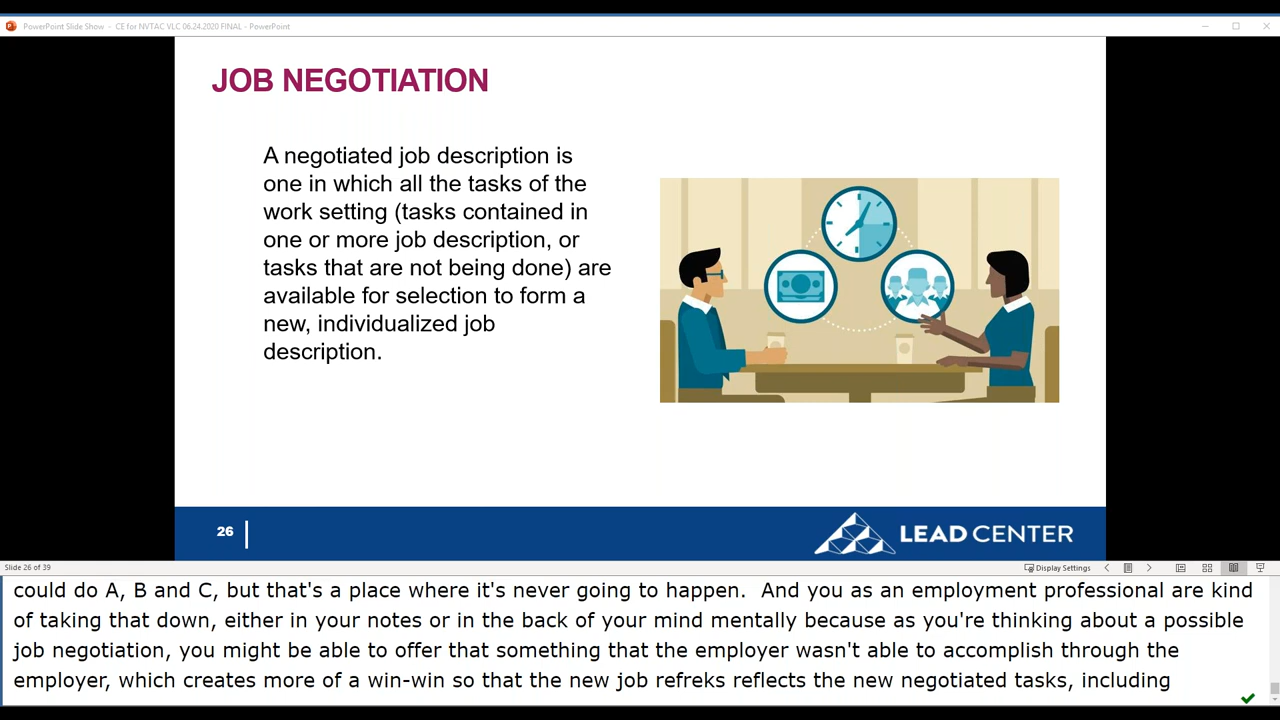 PowerPoint Slide Show - CE for NVTAC VLC 06.24.2020 FINAL - PowerPoint
JOB NEGOTIATION
A negotiated job description is
one in which all the tasks of the
work setting (tasks contained in
one or more job description, or
tasks that are not being done) are
available for selection to form a
new, individualized job
description.
26
LEAD CENTER
Slide 26 of 39
Display Settings
could do A, B and C, but that's a place where it's never going to happen.  And you as an employment professional are kind
of taking that down, either in your notes or in the back of your mind mentally because as you're thinking about a possible
job negotiation, you might be able to offer that something that the employer wasn't able to accomplish through the
employer, which creates more of a win-win so that the new job refreks reflects the new negotiated tasks, including